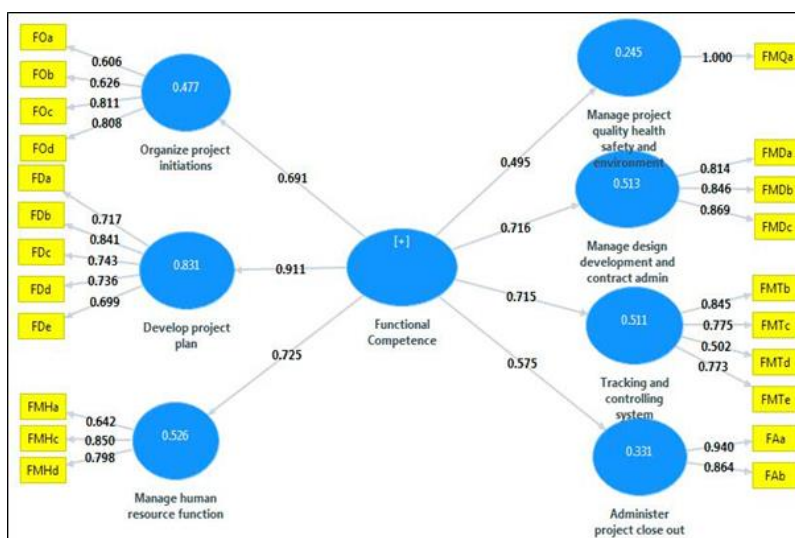 FOa
FOb
FOc
FOd
0.606
0.626
0.811
0.808
0.477
Organize project
initiations
FDa
FDb
FDc
FDd
FDe
0.717
0.841
0.743
0.736
0.699
0.831
Develop project
plan
FMHa
FMHc
FMHd
0.642
0.850
0.798
0.526
Manage human
resource function
0.691
0.911
0.725
[+]
Functional
Competence
0.495
0.716
0.715
0.575
0.245
1.000
FMQa
Manage project
quality health
safety and
environment
0.513
0.814
0.846
0.869
FMDa
FMDb
FMDc
Manage design
development and
contract admin
0.511
0.845
0.775
0.502
0.773
FMTb
FMTc
FMTd
FMTe
Tracking and
controlling
system
0.331
0.940
0.864
FAa
FAb
Administer
project close out